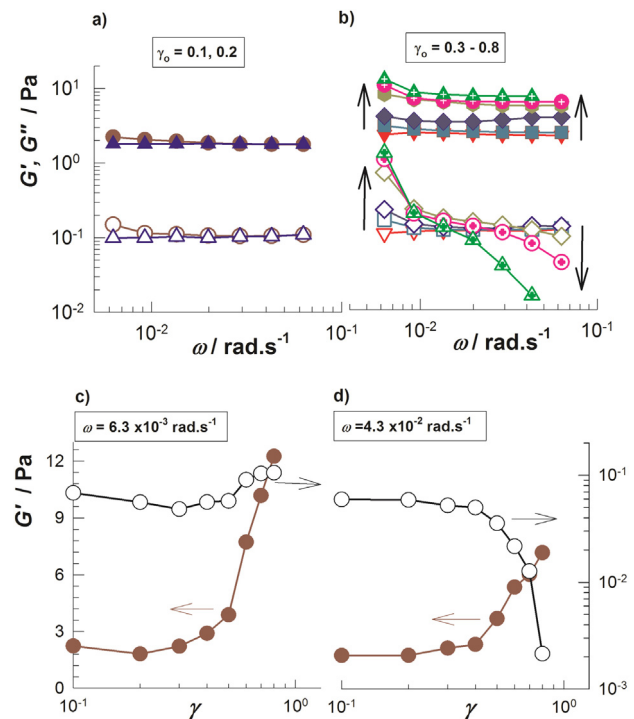 a)
γo = 0.1, 0.2
b)
γo = 0.3 - 0.8
G′, G″ / Pa
10¹
10⁰
10⁻¹
10⁻²
10⁻²
10⁻¹
10⁻²
10⁻¹
ω / rad.s⁻¹
ω / rad.s⁻¹
c)
ω = 6.3 x10⁻³ rad.s⁻¹
d)
ω =4.3 x10⁻² rad.s⁻¹
G′ / Pa
12
9
6
3
0
10⁻¹
10⁻²
10⁻³
10⁻¹
10⁰
10⁻¹
10⁰
γ
γ